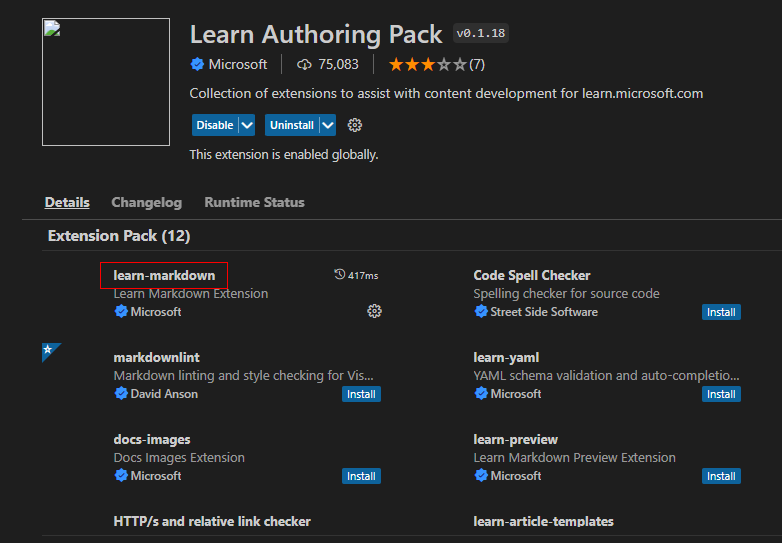 Learn Authoring Pack v0.1.18
Microsoft 75,083 (7)
Collection of extensions to assist with content development for learn.microsoft.com
Disable Uninstall
This extension is enabled globally.
Details Changelog Runtime Status
Extension Pack (12)
learn-markdown 417ms
Learn Markdown Extension
Microsoft
Code Spell Checker
Spelling checker for source code
Street Side Software Install
markdownlint
Markdown linting and style checking for Vis...
David Anson Install
learn-yaml
YAML schema validation and auto-completio...
Microsoft Install
docs-images
Docs Images Extension
Microsoft Install
learn-preview
Learn Markdown Preview Extension
Microsoft Install
HTTP/s and relative link checker
learn-article-templates